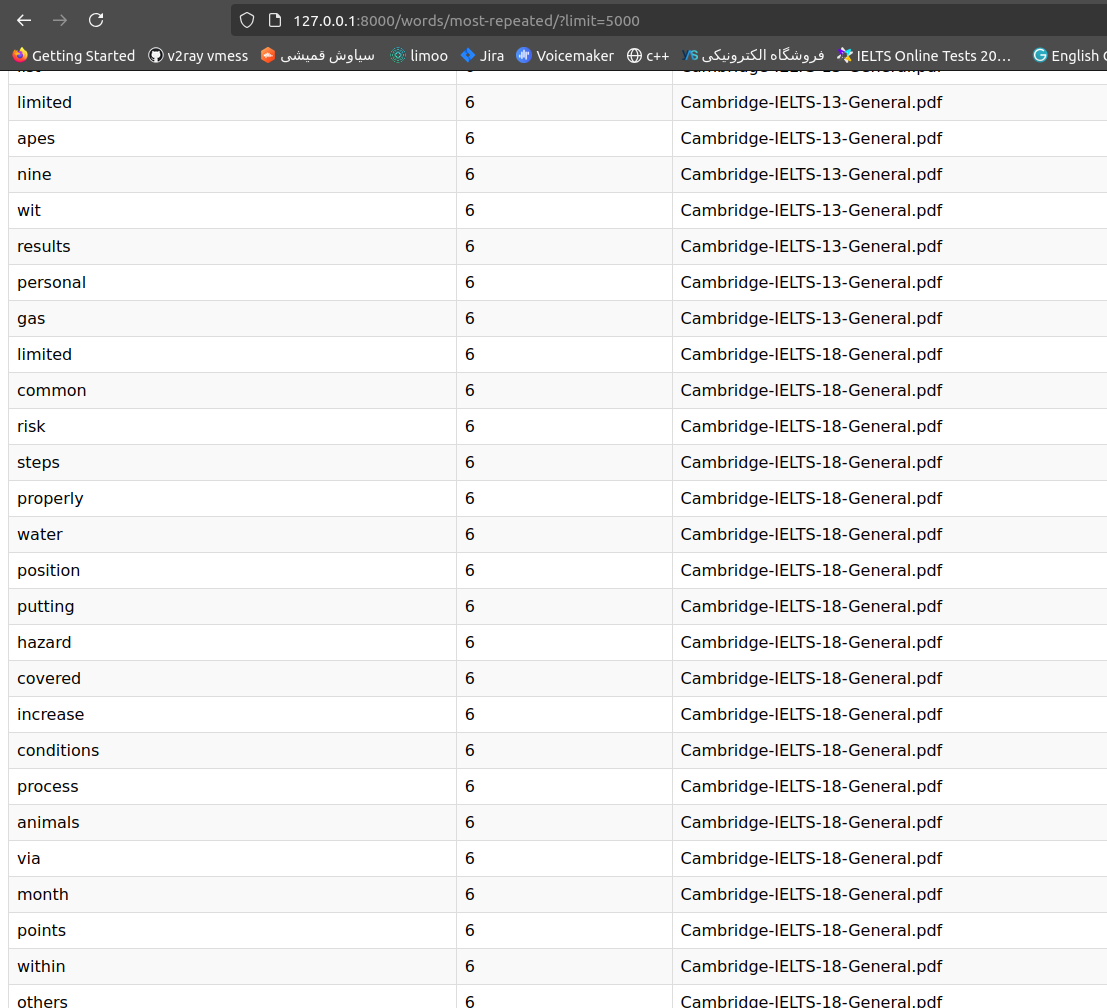 127.0.0.1:8000/words/most-repeated/?limit=5000
Getting Started v2ray vmess سیاوش قمیشی limoo Jira Voicemaker c++ فروشگاه الکترونیکی IELTS Online Tests 20… English
limited 6 Cambridge-IELTS-13-General.pdf
apes 6 Cambridge-IELTS-13-General.pdf
nine 6 Cambridge-IELTS-13-General.pdf
wit 6 Cambridge-IELTS-13-General.pdf
results 6 Cambridge-IELTS-13-General.pdf
personal 6 Cambridge-IELTS-13-General.pdf
gas 6 Cambridge-IELTS-13-General.pdf
limited 6 Cambridge-IELTS-18-General.pdf
common 6 Cambridge-IELTS-18-General.pdf
risk 6 Cambridge-IELTS-18-General.pdf
steps 6 Cambridge-IELTS-18-General.pdf
properly 6 Cambridge-IELTS-18-General.pdf
water 6 Cambridge-IELTS-18-General.pdf
position 6 Cambridge-IELTS-18-General.pdf
putting 6 Cambridge-IELTS-18-General.pdf
hazard 6 Cambridge-IELTS-18-General.pdf
covered 6 Cambridge-IELTS-18-General.pdf
increase 6 Cambridge-IELTS-18-General.pdf
conditions 6 Cambridge-IELTS-18-General.pdf
process 6 Cambridge-IELTS-18-General.pdf
animals 6 Cambridge-IELTS-18-General.pdf
via 6 Cambridge-IELTS-18-General.pdf
month 6 Cambridge-IELTS-18-General.pdf
points 6 Cambridge-IELTS-18-General.pdf
within 6 Cambridge-IELTS-18-General.pdf
others 6 Cambridge-IELTS-18-General.pdf